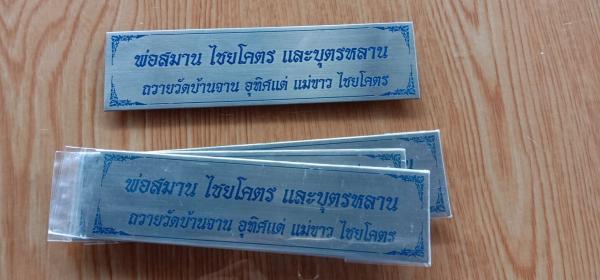 พ่อสมาน ไชยโคตร และบุตรหลาน
ถวายวัดบ้านจาน อุทิศแด่ แม่ขาว ไชยโคตร
พ่อสมาน ไชยโคตร และบุตรหลาน
ถวายวัดบ้านจาน อุทิศแด่ แม่ขาว ไชยโคตร